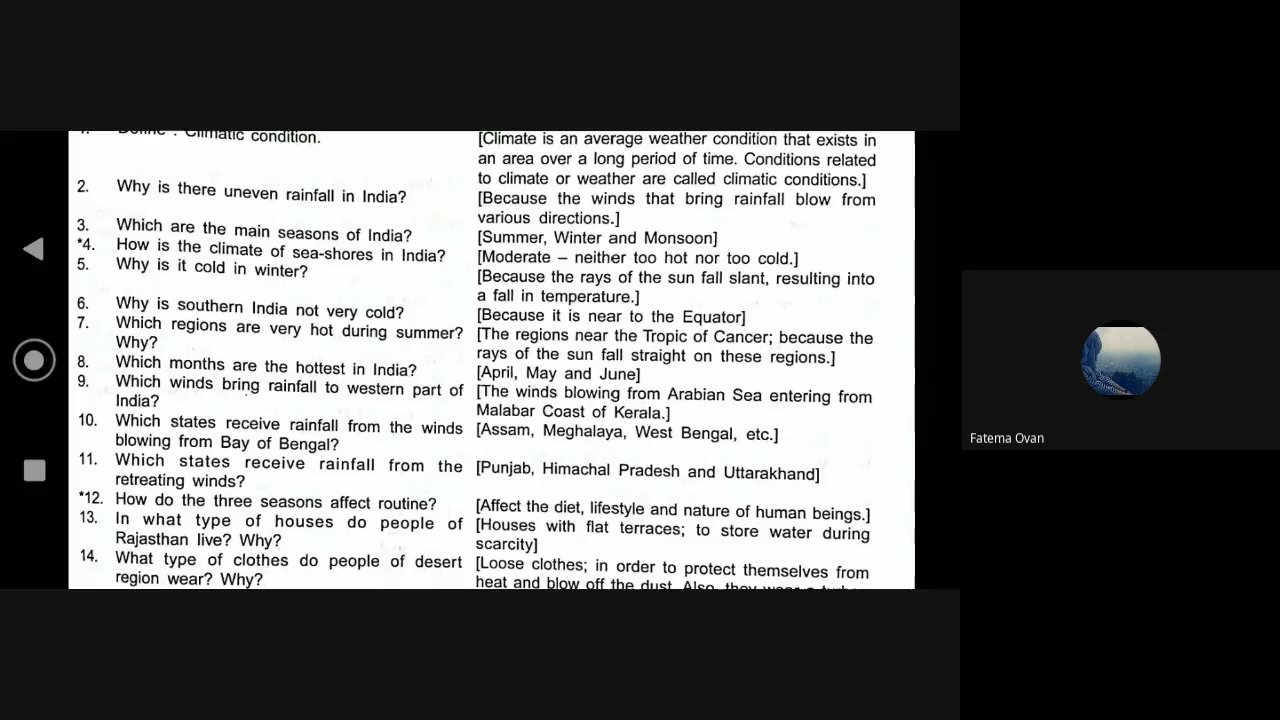 1. Define : Climatic condition.
[Climate is an average weather condition that exists in
an area over a long period of time. Conditions related
to climate or weather are called climatic conditions.]
2. Why is there uneven rainfall in India?
[Because the winds that bring rainfall blow from
various directions.]
3. Which are the main seasons of India?
[Summer, Winter and Monsoon]
*4. How is the climate of sea-shores in India?
[Moderate – neither too hot nor too cold.]
5. Why is it cold in winter?
[Because the rays of the sun fall slant, resulting into
a fall in temperature.]
6. Why is southern India not very cold?
[Because it is near to the Equator]
7. Which regions are very hot during summer?
Why?
[The regions near the Tropic of Cancer; because the
rays of the sun fall straight on these regions.]
8. Which months are the hottest in India?
[April, May and June]
9. Which winds bring rainfall to western part of
India?
[The winds blowing from Arabian Sea entering from
Malabar Coast of Kerala.]
10. Which states receive rainfall from the winds
blowing from Bay of Bengal?
[Assam, Meghalaya, West Bengal, etc.]
11. Which states receive rainfall from the
retreating winds?
[Punjab, Himachal Pradesh and Uttarakhand]
*12. How do the three seasons affect routine?
[Affect the diet, lifestyle and nature of human beings.]
13. In what type of houses do people of
Rajasthan live? Why?
[Houses with flat terraces; to store water during
scarcity]
14. What type of clothes do people of desert
region wear? Why?
[Loose clothes; in order to protect themselves from
heat and blow off the dust. Also, they wear a
Fatema Ovan